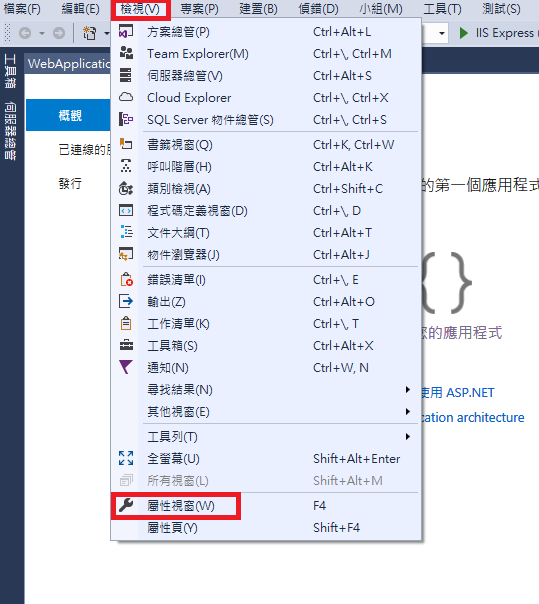 檔案(F) 編輯(E) 檢視(V) 專案(P) 建置(B) 偵錯(D) 小組(M) 工具(T) 測試(S)
IIS Express (
工具箱
伺服器總管
WebApplication
概觀
已連線的服
發行
方案總管(P) Ctrl+Alt+L
Team Explorer(M) Ctrl+\, Ctrl+M
伺服器總管(V) Ctrl+Alt+S
Cloud Explorer Ctrl+\, Ctrl+X
SQL Server 物件總管(S) Ctrl+\, Ctrl+S
書籤視窗(Q) Ctrl+K, Ctrl+W
呼叫階層(H) Ctrl+Alt+K
類別檢視(A) Ctrl+Shift+C
程式碼定義視窗(D) Ctrl+\, D
文件大綱(T) Ctrl+Alt+T
物件瀏覽器(J) Ctrl+Alt+J
錯誤清單(I) Ctrl+\, E
輸出(Z) Ctrl+Alt+O
工作清單(K) Ctrl+\, T
工具箱(S) Ctrl+Alt+X
通知(N) Ctrl+W, N
尋找結果(N)
其他視窗(E)
工具列(T)
全螢幕(U) Shift+Alt+Enter
所有視窗(L) Shift+Alt+M
屬性視窗(W) F4
屬性頁(Y) Shift+F4
的第一個應用程式
{}
您的應用程式
使用 ASP.NET
cation architecture